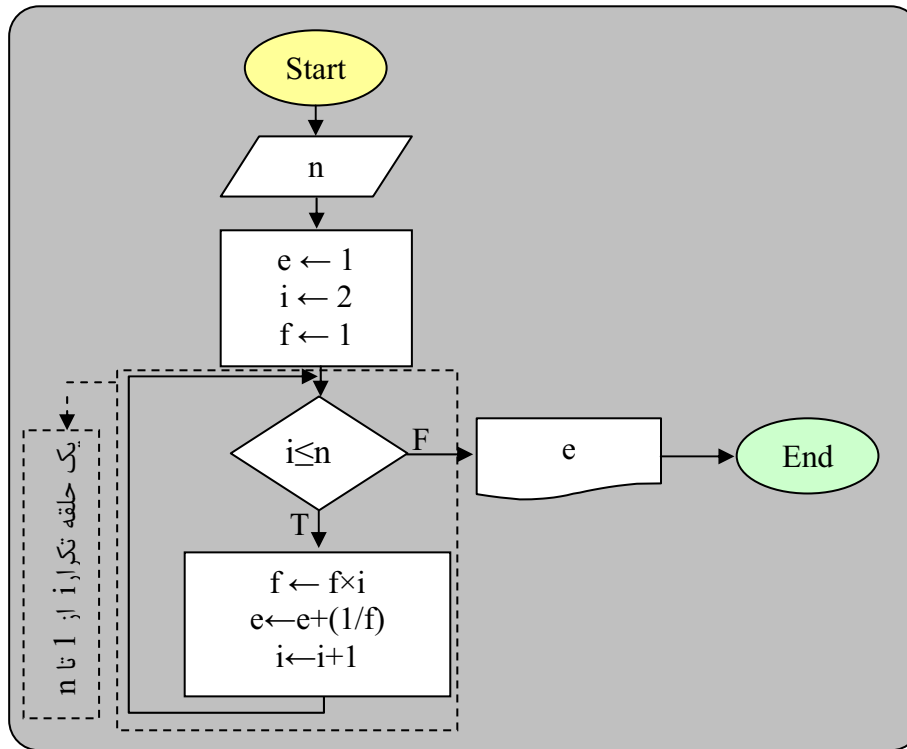 Start
n
e ← 1
i ← 2
f ← 1
i≤n
F
e
End
T
f ← f×i
e←e+(1/f)
i←i+1
یک حلقه تکرار i از 1 تا n